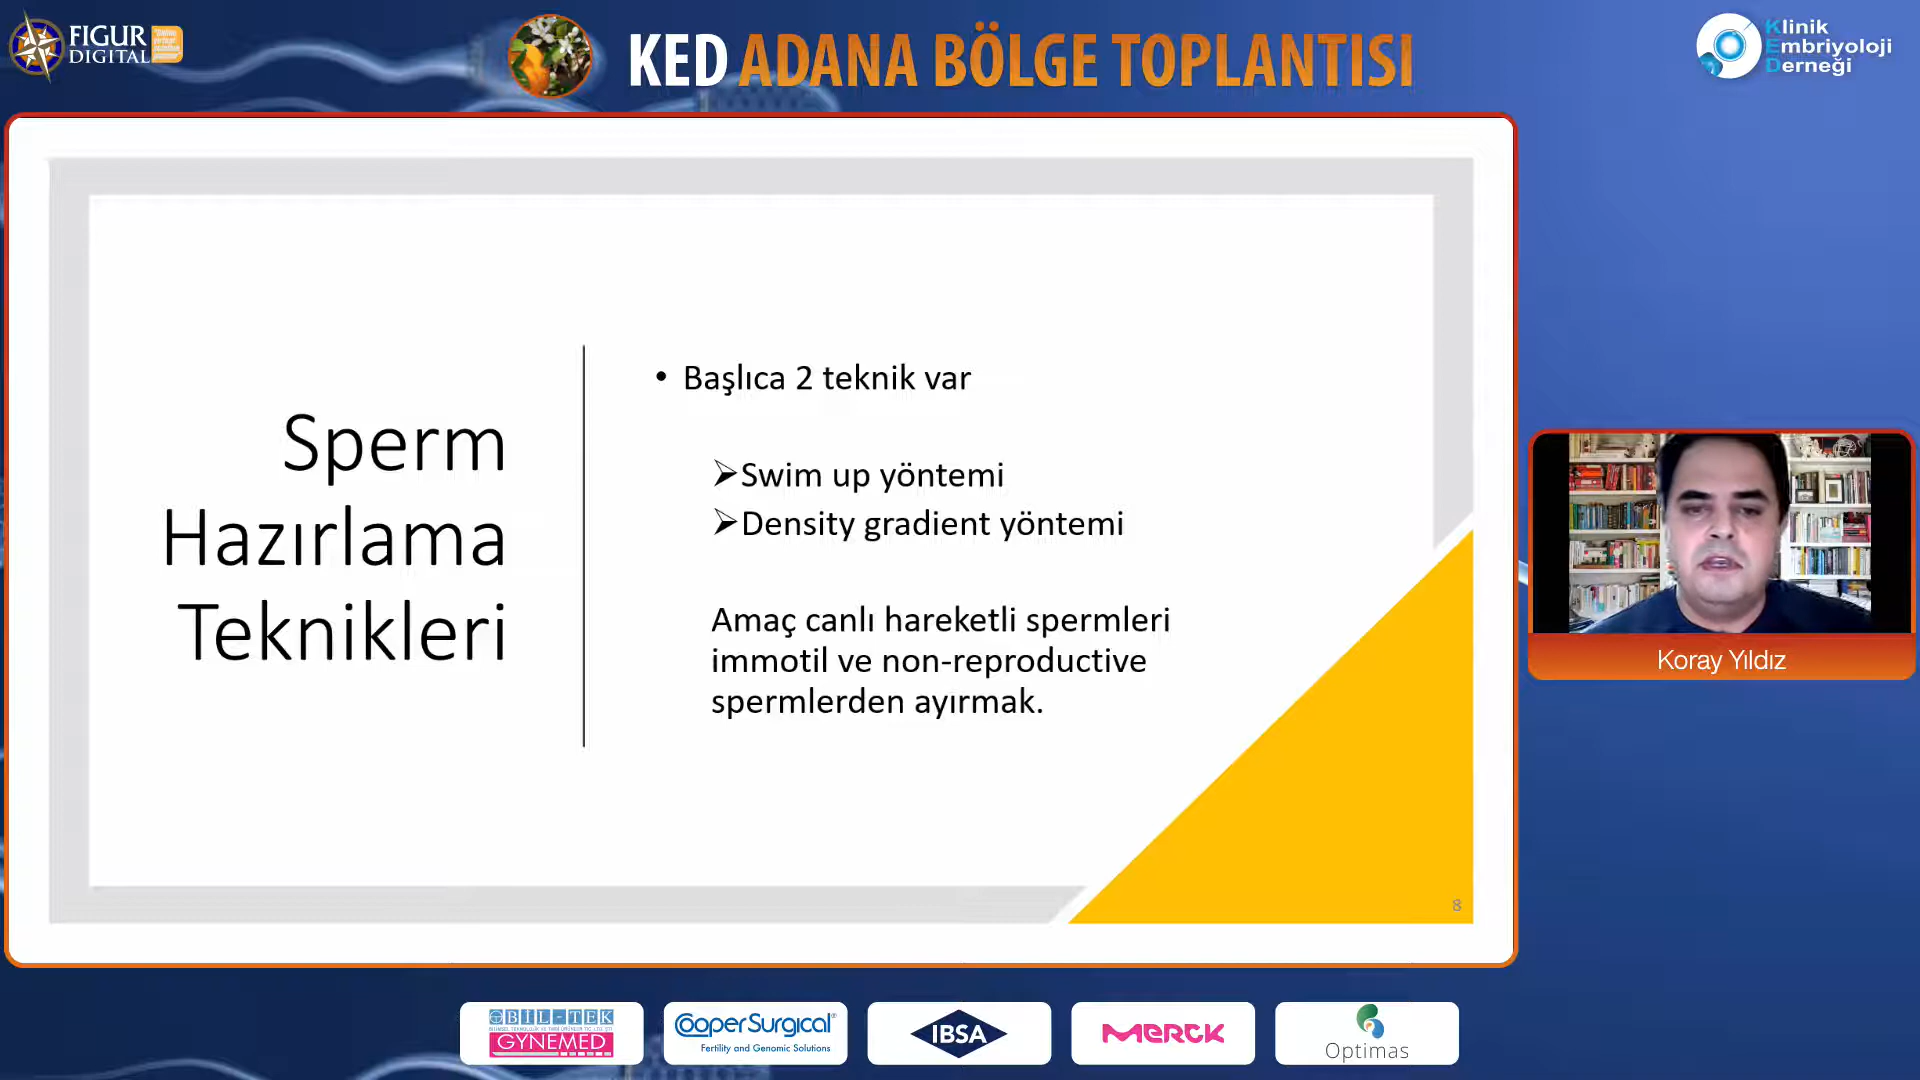 FIGUR
DIGITAL
KED ADANA BÖLGE TOPLANTISI
Klinik
Embriyoloji
Derneği
Sperm
Hazırlama
Teknikleri
• Başlıca 2 teknik var
➢Swim up yöntemi
➢Density gradient yöntemi
Amaç canlı hareketli spermleri
immotil ve non-reproductive
spermlerden ayırmak.
8
Koray Yıldız
BİL-TEK
GYNEMED
CooperSurgical
Fertility and Genomic Solutions
IBSA
MERCK
Optimas